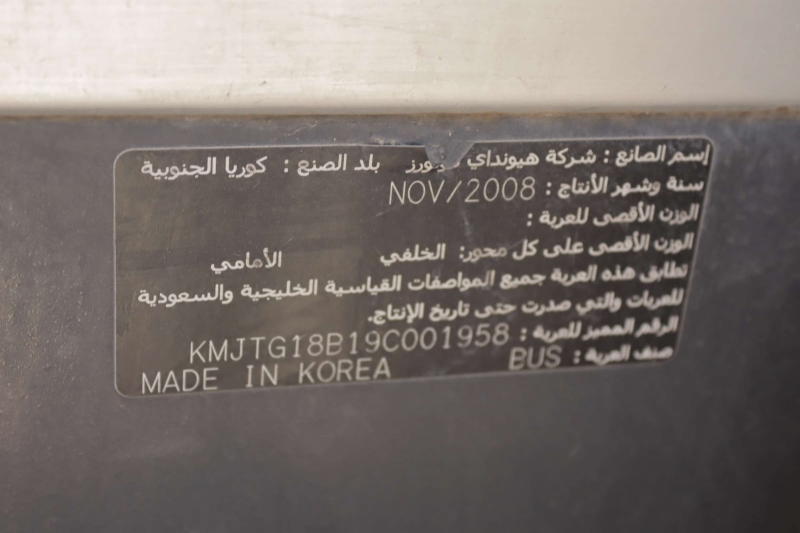 إسم الصانع : شركة هيونداي بلد الصنع : كوريا الجنوبية
سنة وشهر الأنتاج : NOV/2008
الوزن الأقصى للعربة :
الوزن الأقصى على كل محور: الخلفي الأمامي
تطابق هذه العربة جميع المواصفات القياسية الخليجية والسعودية
للعربات والتي صدرت حتى تاريخ الإنتاج.
الرقم المميز للعربة : KMJTG18B19C001958
صنف العربة : BUS
MADE IN KOREA